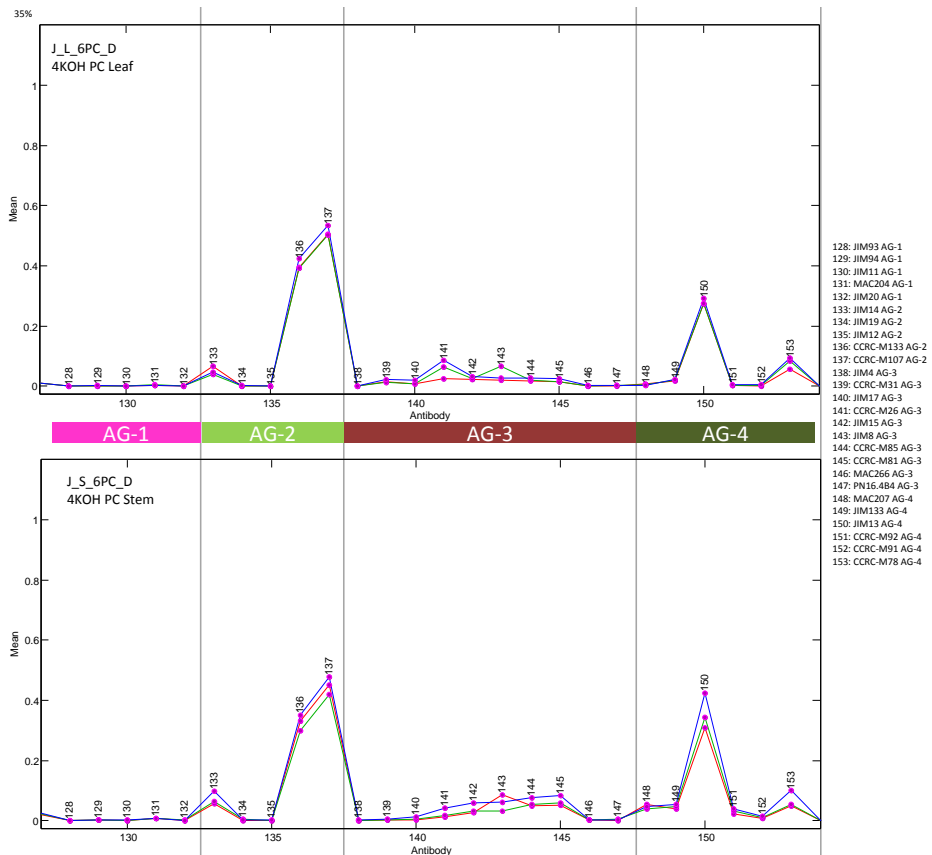 35%
J_L_6PC_D
4KOH PC Leaf
1
0.8
0.6
0.4
0.2
0
Mean
128
129
130
131
132
133
134
135
136
137
138
139
140
141
142
143
144
145
146
147
148
149
150
151
152
153
130
135
140
145
150
Antibody
AG-1
AG-2
AG-3
AG-4
J_S_6PC_D
4KOH PC Stem
1
0.8
0.6
0.4
0.2
0
Mean
128
129
130
131
132
133
134
135
136
137
138
139
140
141
142
143
144
145
146
147
148
149
150
151
152
153
130
135
140
145
150
Antibody
128: JIM93 AG-1
129: JIM94 AG-1
130: JIM11 AG-1
131: MAC204 AG-1
132: JIM20 AG-1
133: JIM14 AG-2
134: JIM19 AG-2
135: JIM12 AG-2
136: CCRC-M133 AG-2
137: CCRC-M107 AG-2
138: JIM4 AG-3
139: CCRC-M31 AG-3
140: JIM17 AG-3
141: CCRC-M26 AG-3
142: JIM15 AG-3
143: JIM8 AG-3
144: CCRC-M85 AG-3
145: CCRC-M81 AG-3
146: MAC266 AG-3
147: PN16.4B4 AG-3
148: MAC207 AG-4
149: JIM133 AG-4
150: JIM13 AG-4
151: CCRC-M92 AG-4
152: CCRC-M91 AG-4
153: CCRC-M78 AG-4